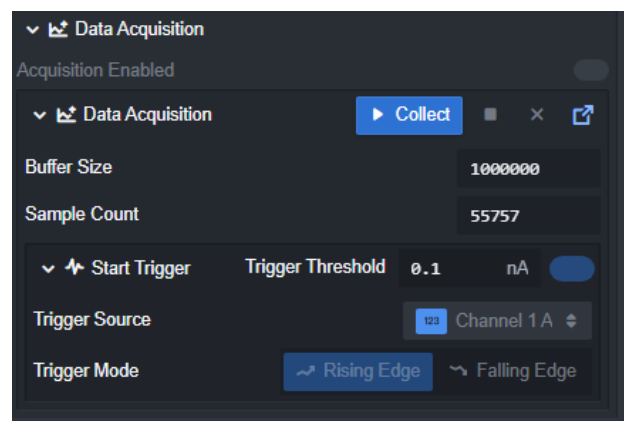 Data Acquisition
Acquisition Enabled
Data Acquisition Collect
Buffer Size 1000000
Sample Count 55757
Start Trigger Trigger Threshold 0.1 nA
Trigger Source 123 Channel 1 A
Trigger Mode Rising Edge Falling Edge